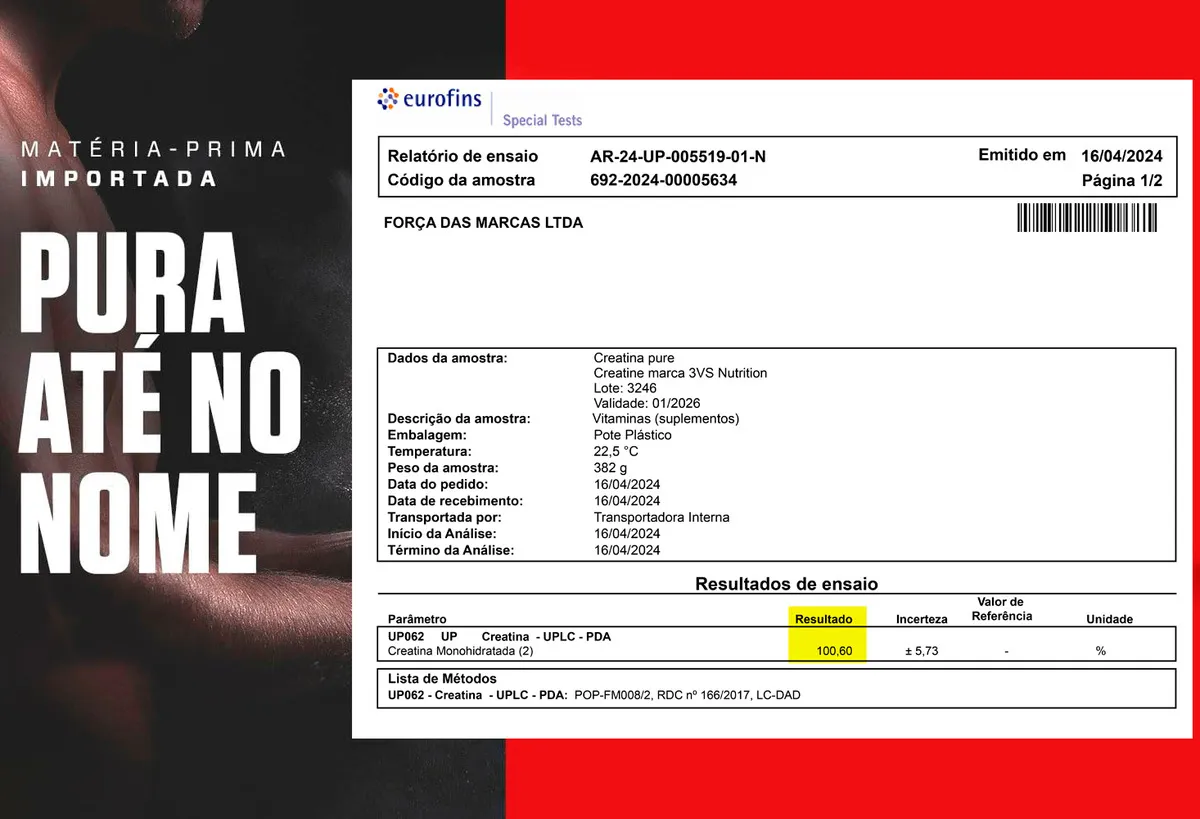 MATÉRIA-PRIMA
IMPORTADA
PURA
ATÉ NO
NOME
eurofins
Special Tests
Relatório de ensaio AR-24-UP-005519-01-N Emitido em 16/04/2024
Código da amostra 692-2024-00005634 Página 1/2
FORÇA DAS MARCAS LTDA
Dados da amostra: Creatina pure
Creatine marca 3VS Nutrition
Lote: 3246
Validade: 01/2026
Descrição da amostra: Vitaminas (suplementos)
Embalagem: Pote Plástico
Temperatura: 22,5 °C
Peso da amostra: 382 g
Data do pedido: 16/04/2024
Data de recebimento: 16/04/2024
Transportada por: Transportadora Interna
Início da Análise: 16/04/2024
Término da Análise: 16/04/2024
Resultados de ensaio
Parâmetro Resultado Incerteza Valor de Referência Unidade
UP062 UP Creatina - UPLC - PDA
Creatina Monohidratada (2) 100,60 ± 5,73 - %
Lista de Métodos
UP062 - Creatina - UPLC - PDA: POP-FM008/2, RDC nº 166/2017, LC-DAD